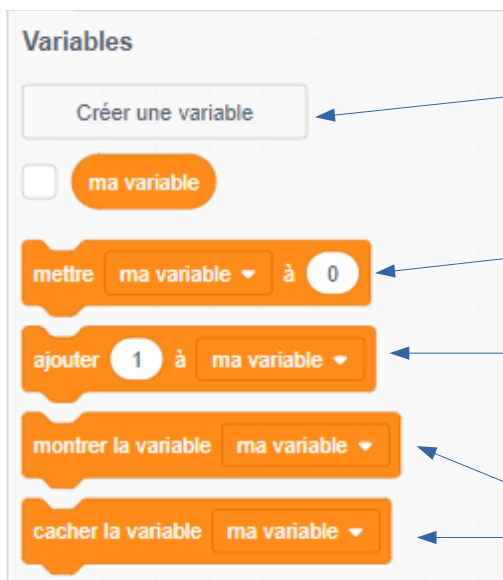 Variables
Créer une variable
ma variable
mettre ma variable à 0
ajouter 1 à ma variable
montrer la variable ma variable
cacher la variable ma variable